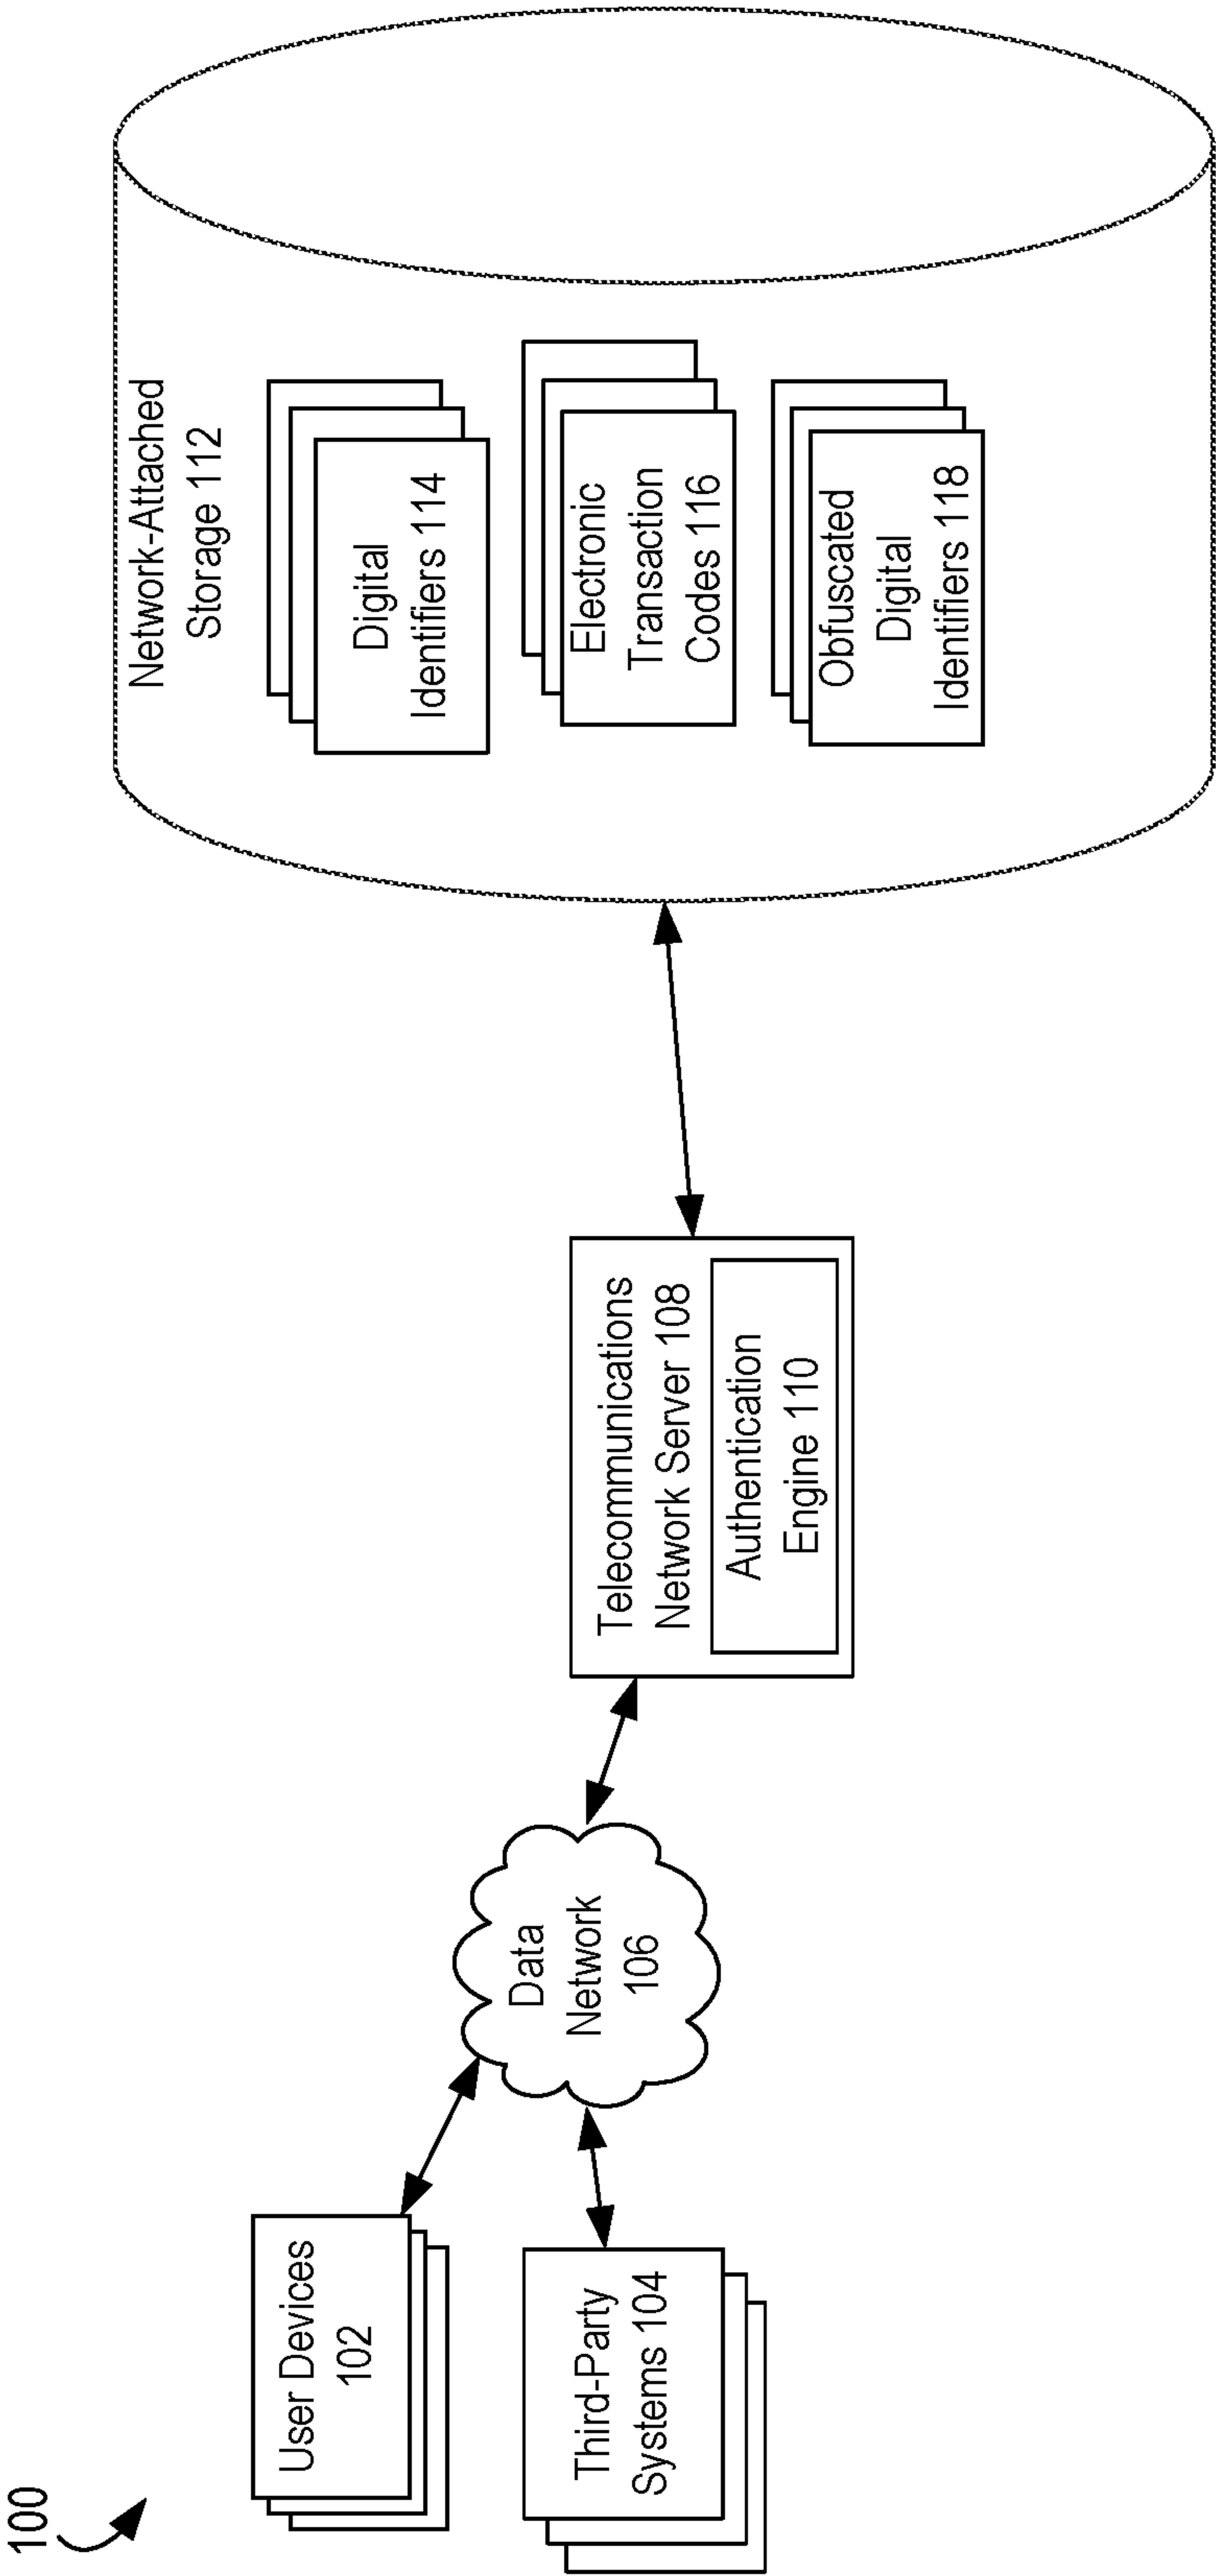 100
User Devices
102
Third-Party
Systems 104
Data
Network
106
Telecommunications
Network Server 108
Authentication
Engine 110
Network-Attached
Storage 112
Digital
Identifiers 114
Electronic
Transaction
Codes 116
Obfuscated
Digital
Identifiers 118